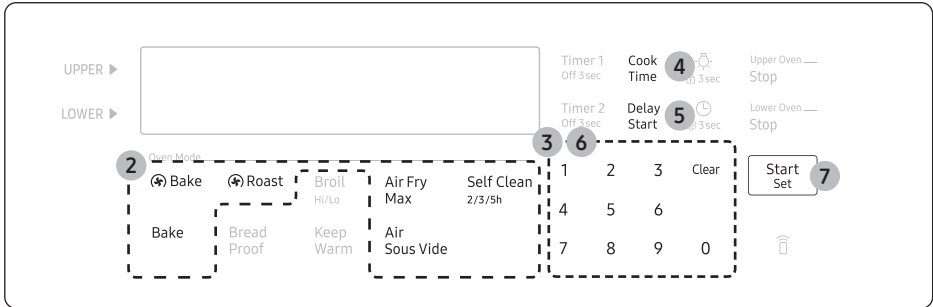 UPPER ▶
LOWER ▶
Timer 1
Off 3 sec
Cook
Time
4
3 sec
Upper Oven
Stop
Timer 2
Off 3 sec
Delay
Start
5
3 sec
Lower Oven
Stop
Oven Mode
2
Bake
Roast
Broil
Hi/Lo
Air Fry
Max
Self Clean
2/3/5h
Bake
Bread
Proof
Keep
Warm
Air
Sous Vide
3 6
1 2 3 Clear
4 5 6
7 8 9 0
Start
Set
7